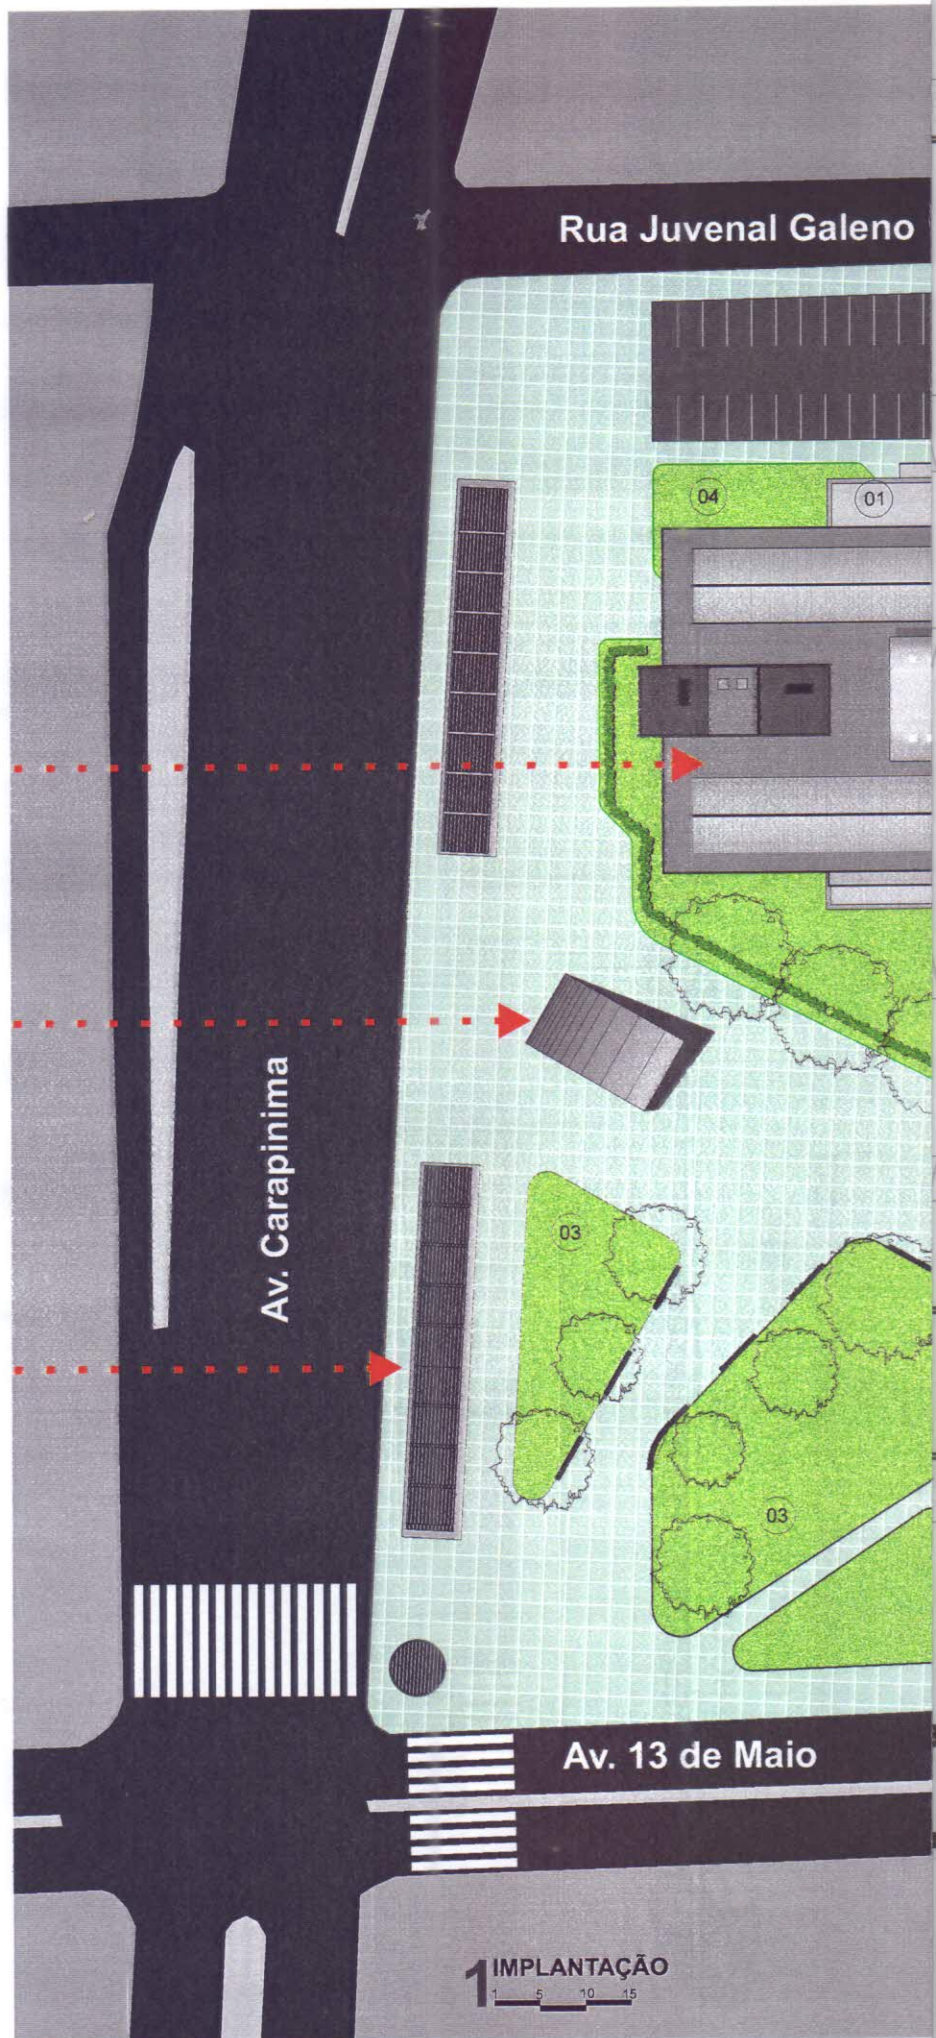 Rua Juvenal Galeno
04
01
Av. Carapinima
03
03
Av. 13 de Maio
1 IMPLANTAÇÃO
1 5 10 15